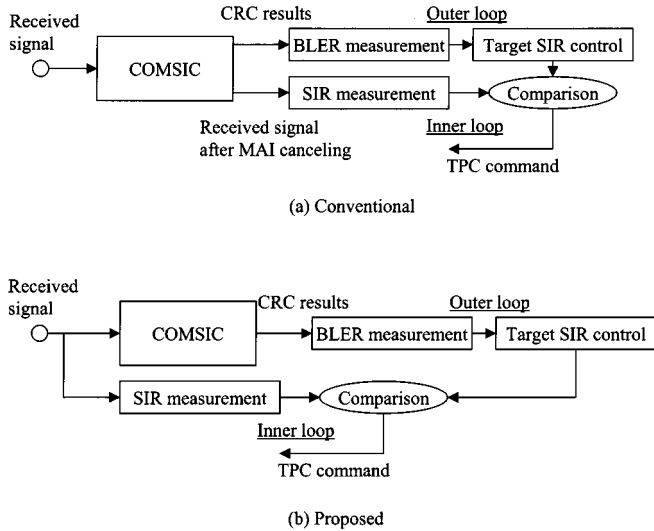 Received
signal
CRC results
Outer loop
COMSIC
BLER measurement
Target SIR control
SIR measurement
Comparison
Received signal
after MAI canceling
Inner loop
TPC command
(a) Conventional
Received
signal
CRC results
Outer loop
COMSIC
BLER measurement
Target SIR control
SIR measurement
Comparison
Inner loop
TPC command
(b) Proposed